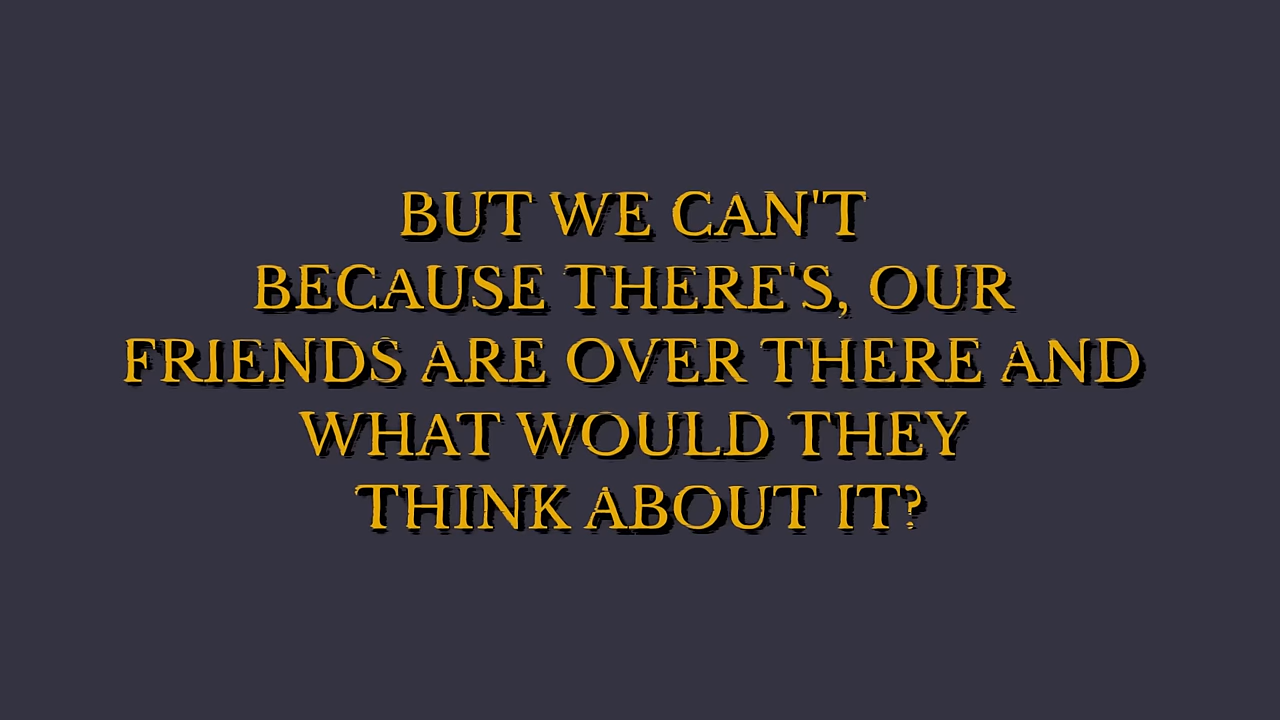 BUT WE CAN'T
BECAUSE THERE'S, OUR
FRIENDS ARE OVER THERE AND
WHAT WOULD THEY
THINK ABOUT IT?